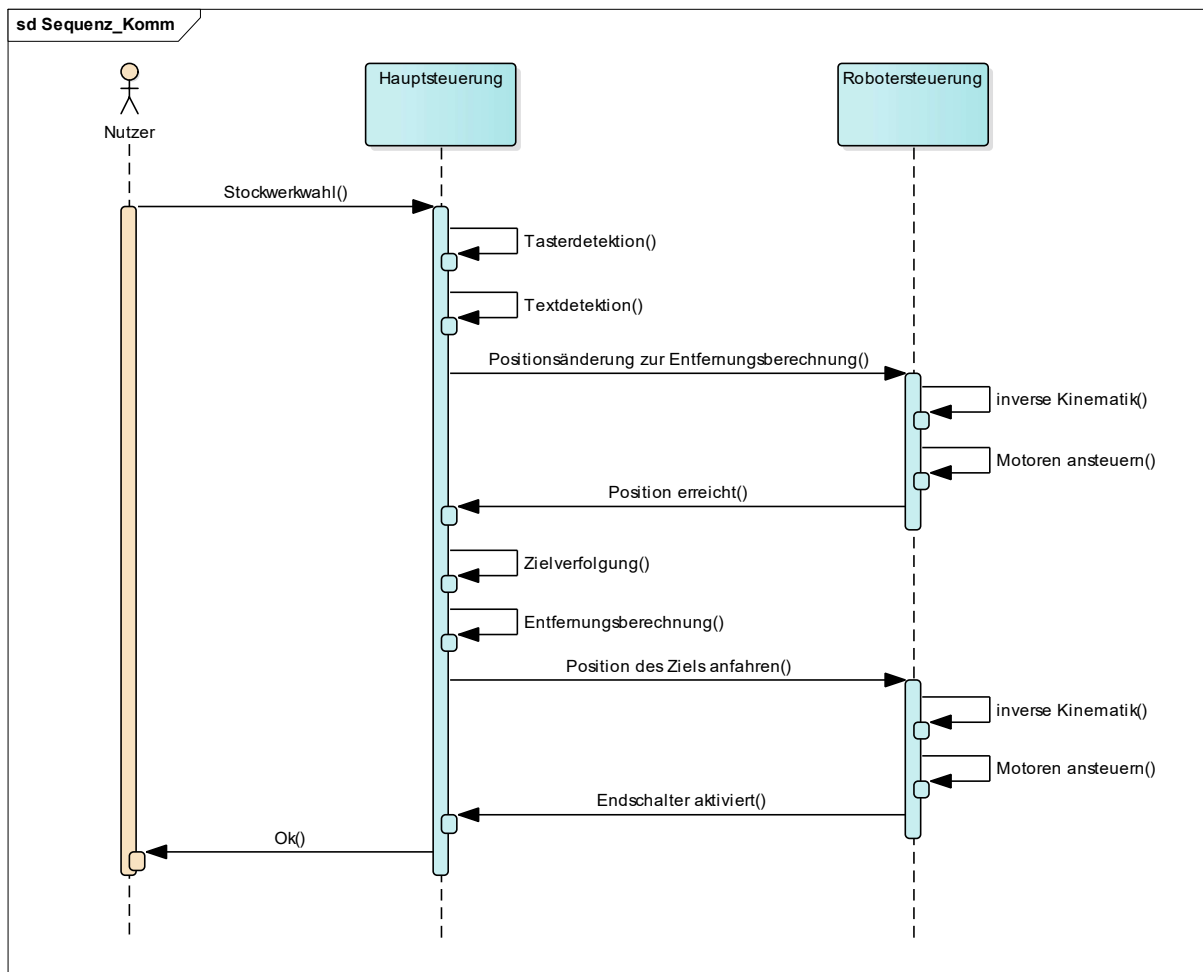 sd Sequenz_Komm
Hauptsteuerung
Robotersteuerung
Nutzer
Stockwerkwahl()
Tasterdetektion()
Textdetektion()
Positionsänderung zur Entfernungsberechnung()
inverse Kinematik()
Motoren ansteuern()
Position erreicht()
Zielverfolgung()
Entfernungsberechnung()
Position des Ziels anfahren()
inverse Kinematik()
Motoren ansteuern()
Endschalter aktiviert()
Ok()